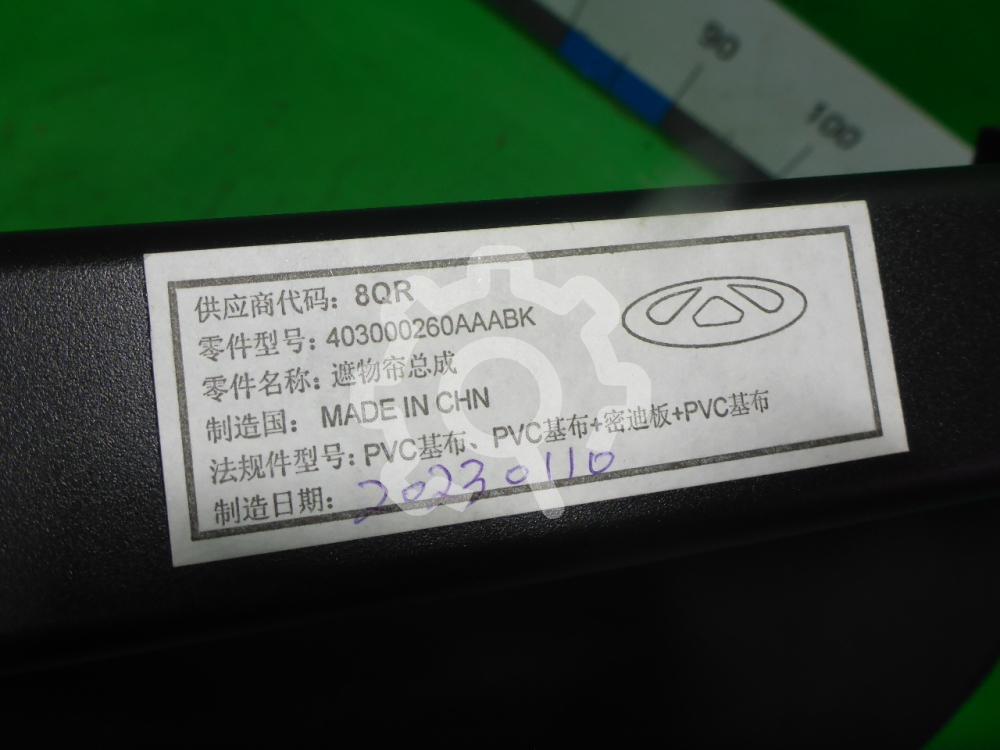 90
100
供应商代码: 8QR
零件型号: 403000260AAABK
零件名称: 遮物帘总成
制造国: MADE IN CHN
法规件型号: PVC基布、PVC基布+密迪板+PVC基布
制造日期: 20230110